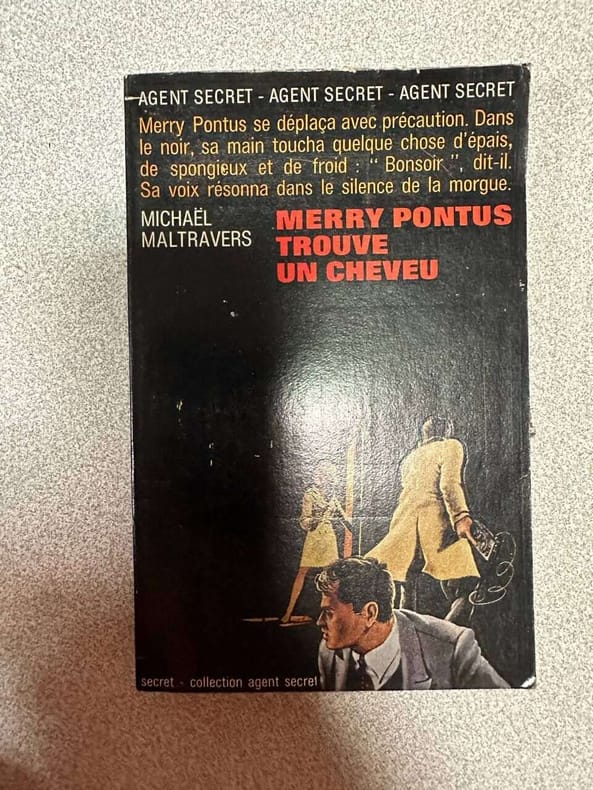 AGENT SECRET - AGENT SECRET - AGENT SECRET
Merry Pontus se déplaça avec précaution. Dans
le noir, sa main toucha quelque chose d'épais,
de spongieux et de froid : “ Bonsoir ”, dit-il.
Sa voix résonna dans le silence de la morgue.
MICHAËL
MALTRAVERS
MERRY PONTUS
TROUVE
UN CHEVEU
secret - collection agent secret